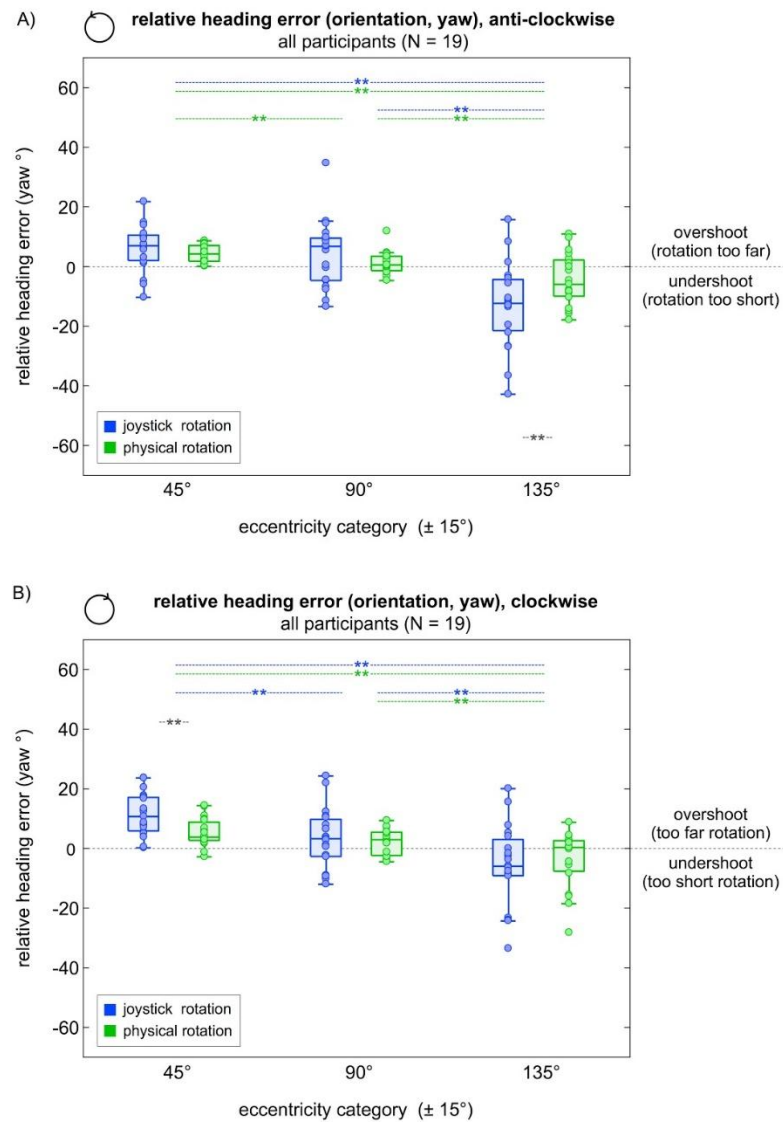 A)
relative heading error (orientation, yaw), anti-clockwise
all participants (N = 19)
60
40
20
0
-20
-40
-60
relative heading error (yaw °)
**
**
**
**
**
**
overshoot
(rotation too far)
undershoot
(rotation too short)
joystick rotation
physical rotation
45°
90°
135°
eccentricity category (± 15°)
B)
relative heading error (orientation, yaw), clockwise
all participants (N = 19)
60
40
20
0
-20
-40
-60
relative heading error (yaw °)
**
**
**
**
**
**
overshoot
(too far rotation)
undershoot
(too short rotation)
joystick rotation
physical rotation
45°
90°
135°
eccentricity category (± 15°)